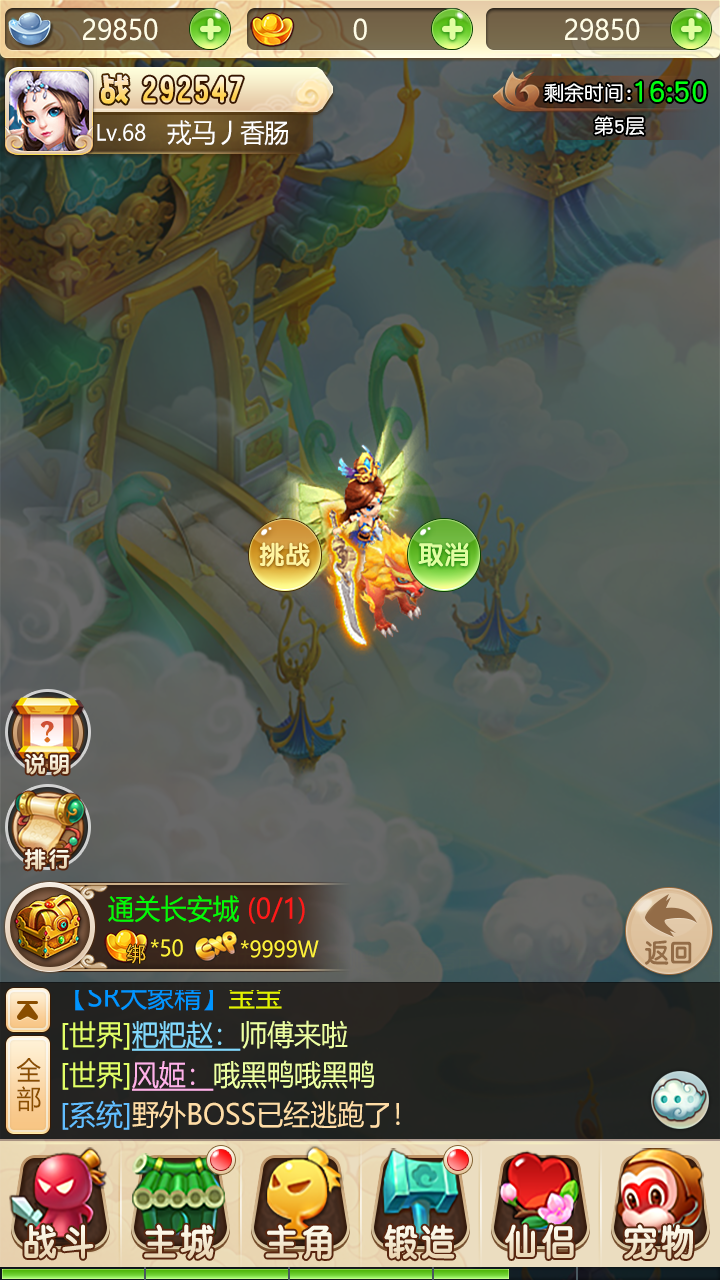 29850
0
29850
战 292547
Lv.68 戎马丿香肠
剩余时间:16:50
第5层
挑战
取消
?
说明
排行
通关长安城 (0/1)
绑 *50 EXP *9999W
返回
【SR大象精】宝宝
[世界]粑粑赵：师傅来啦
[世界]风姬：哦黑鸭哦黑鸭
[系统]野外BOSS已经逃跑了!
全部
战斗
主城
主角
锻造
仙侣
宠物